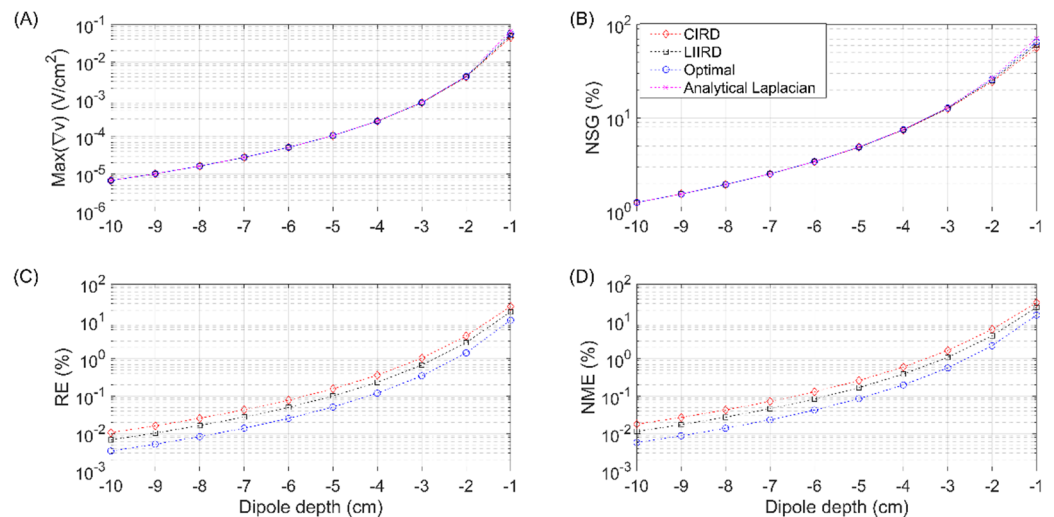 (A)
Max(∇v) (V/cm²)
10⁻¹
10⁻²
10⁻³
10⁻⁴
10⁻⁵
10⁻⁶
-10 -9 -8 -7 -6 -5 -4 -3 -2 -1
(B)
NSG (%)
10²
10¹
10⁰
CIRD
LIIRD
Optimal
Analytical Laplacian
-10 -9 -8 -7 -6 -5 -4 -3 -2 -1
(C)
RE (%)
10²
10¹
10⁰
10⁻¹
10⁻²
10⁻³
-10 -9 -8 -7 -6 -5 -4 -3 -2 -1
Dipole depth (cm)
(D)
NME (%)
10²
10¹
10⁰
10⁻¹
10⁻²
10⁻³
-10 -9 -8 -7 -6 -5 -4 -3 -2 -1
Dipole depth (cm)